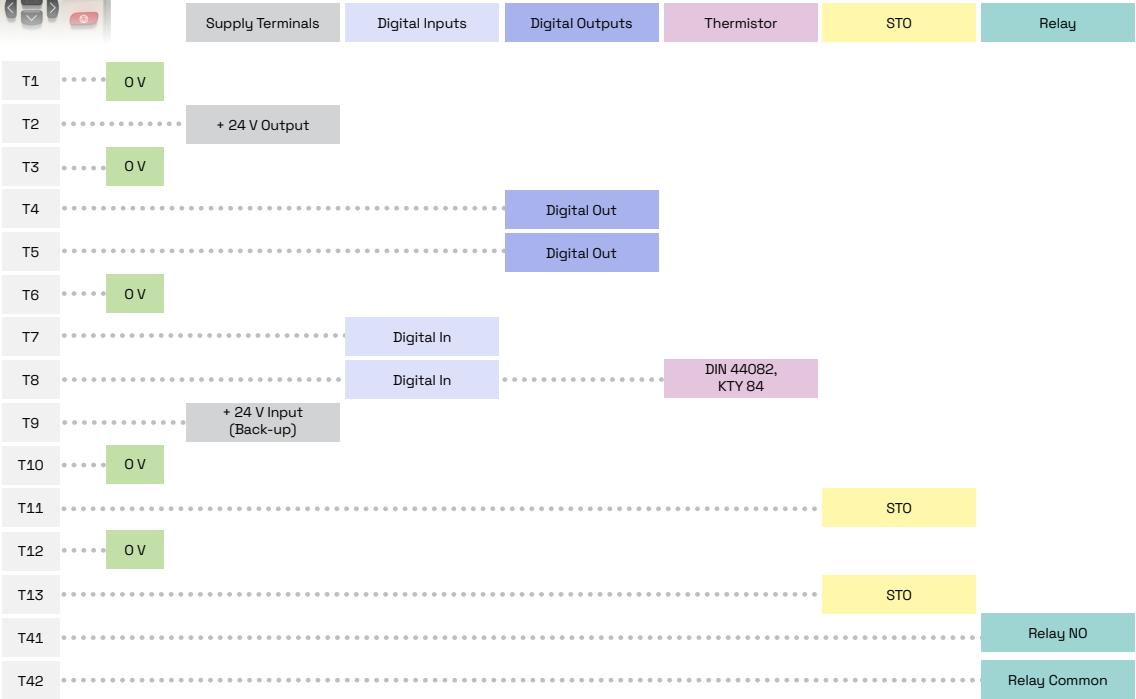 Supply Terminals
Digital Inputs
Digital Outputs
Thermistor
STO
Relay
T1
0 V
T2
+ 24 V Output
T3
0 V
T4
Digital Out
T5
Digital Out
T6
0 V
T7
Digital In
T8
Digital In
DIN 44082,
KTY 84
T9
+ 24 V Input
(Back-up)
T10
0 V
T11
STO
T12
0 V
T13
STO
T41
Relay NO
T42
Relay Common